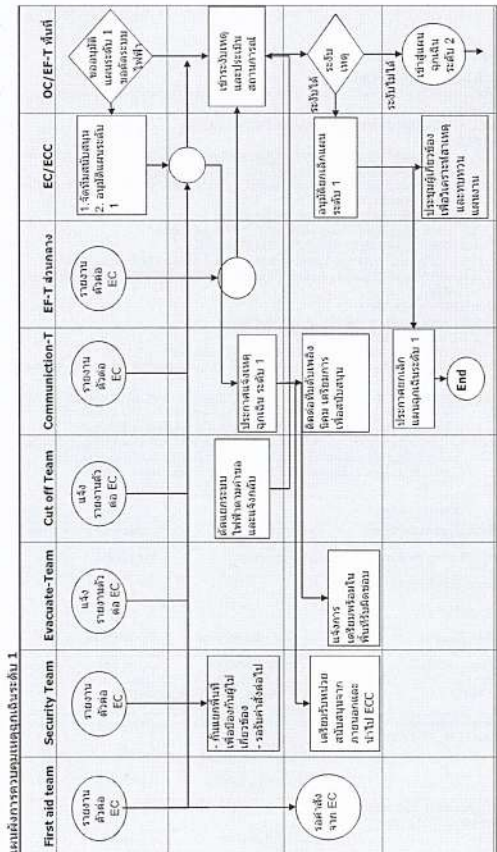 แผนผังการควบคุมเหตุฉุกเฉินระดับ 1
First aid team
Security Team
Evacuate-Team
Cut off Team
Communiction-T
EF-T ส่วนกลาง
EC/ECC
OC/EF-T พื้นที่
รายงาน
ตัวต่อ
EC
รายงาน
ตัวต่อ
EC
แจ้ง
รายงานตัว
ต่อ EC
แจ้ง
รายงานตัว
ต่อ EC
รายงาน
ตัวต่อ
EC
รายงาน
ตัวต่อ
EC
1.จัดทีมสนับสนุน
2. อนุมัติแผนระดับ
1
ขออนุมัติ
แผนระดับ 1
ขอตัดระบบ
ไฟฟ้า
- กันแยกพื้นที่
เพื่อป้องกันผู้ไม่
เกี่ยวข้อง
- รอรับคำสั่งต่อไป
ตัดแยกระบบ
ไฟฟ้าตามคำขอ
และแจ้งกลับ
ประกาศแจ้งเหตุ
ฉุกเฉิน ระดับ 1
เข้าระงับเหตุ
และประเมิน
สถานการณ์
รอคำสั่ง
จาก EC
เตรียมรับหน่วย
สนับสนุนจาก
ภายนอกและ
นำไป ECC
แจ้งการ
เตรียมพร้อมใน
พื้นที่รับผิดชอบ
ติดต่อทีมดับเพลิง
นิคม เตรียมการ
เพื่อสนับสนุน
อนุมัติยกเลิกแผน
ระดับ 1
ระงับได้
ระงับ
เหตุ
ระงับไม่ได้
ประกาศยกเลิก
แผนฉุกเฉินระดับ 1
ประชุมผู้เกี่ยวข้อง
เพื่อวิเคราะห์สาเหตุ
และทบทวน
แผนงาน
เข้าสู่แผน
ฉุกเฉิน
ระดับ 2
End